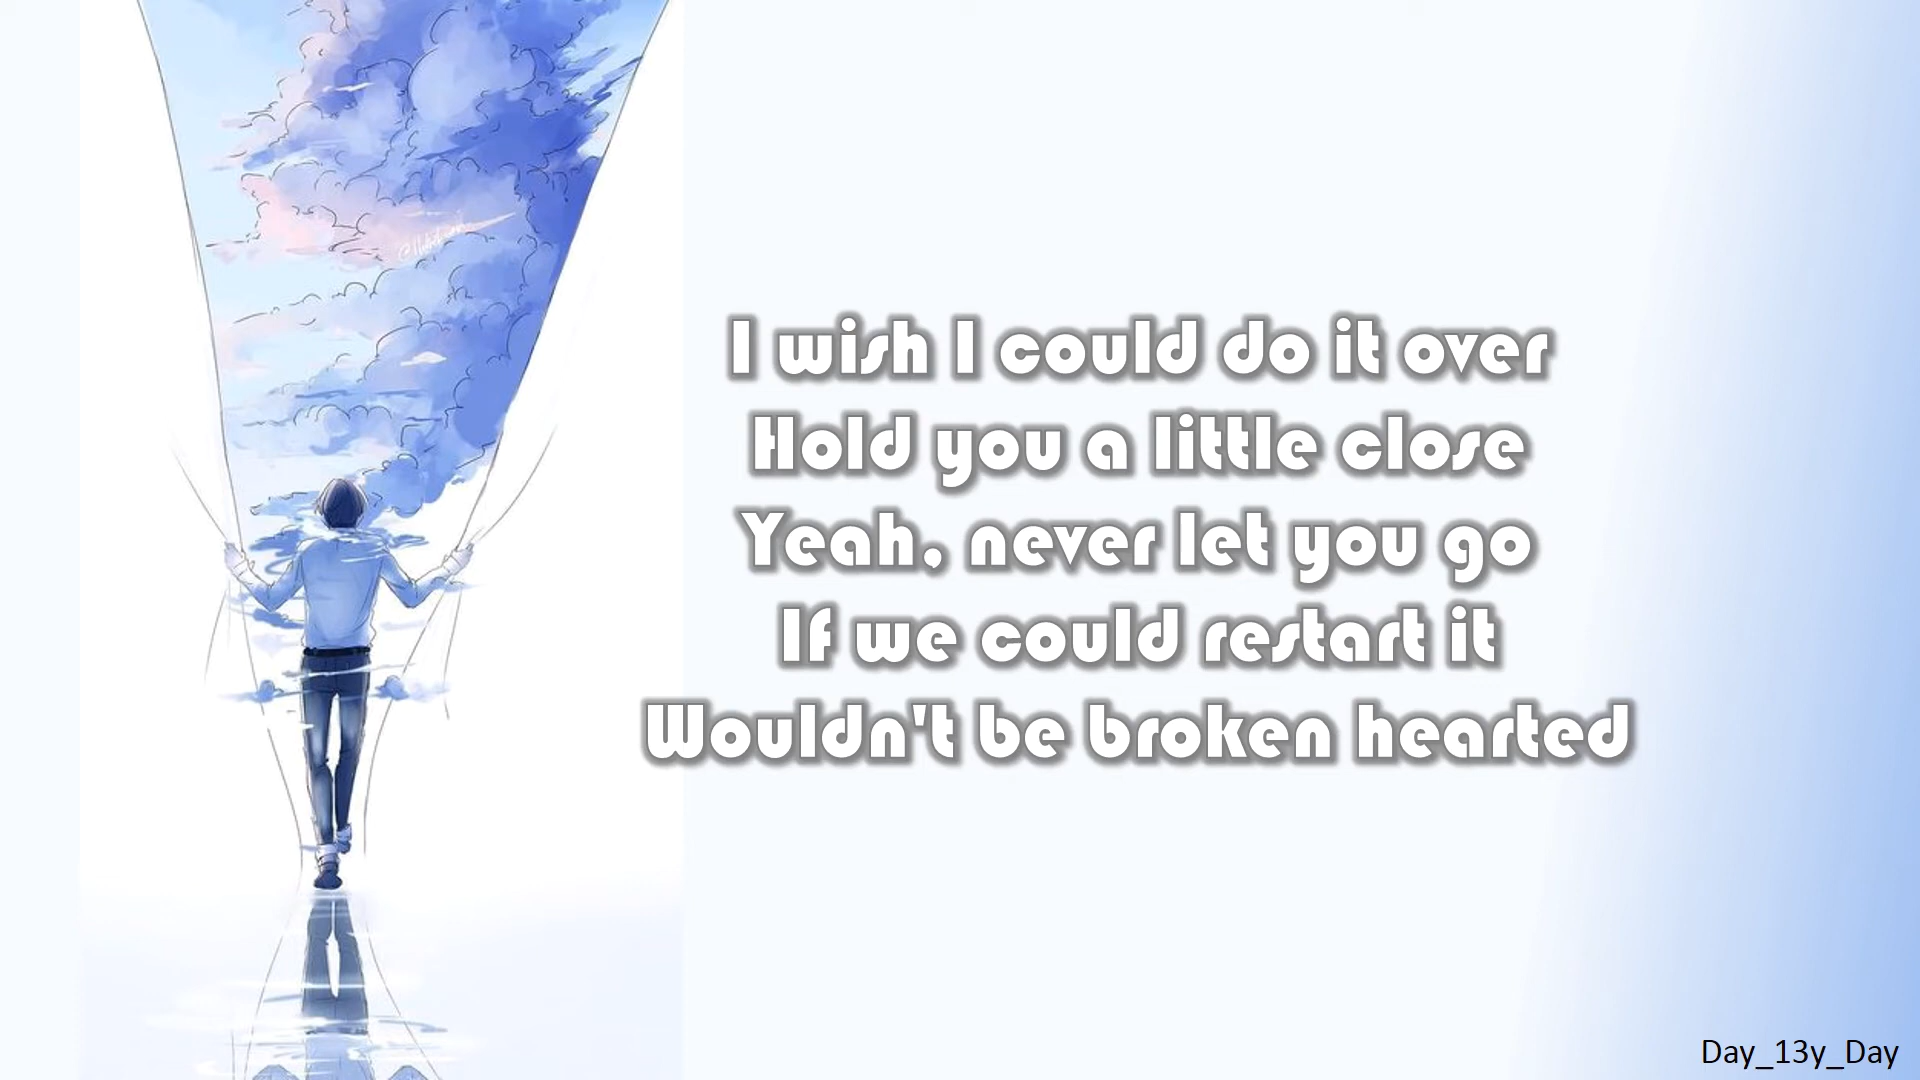 I wish I could do it over
Hold you a little close
Yeah, never let you go
If we could restart it
Wouldn't be broken hearted
Day_13y_Day